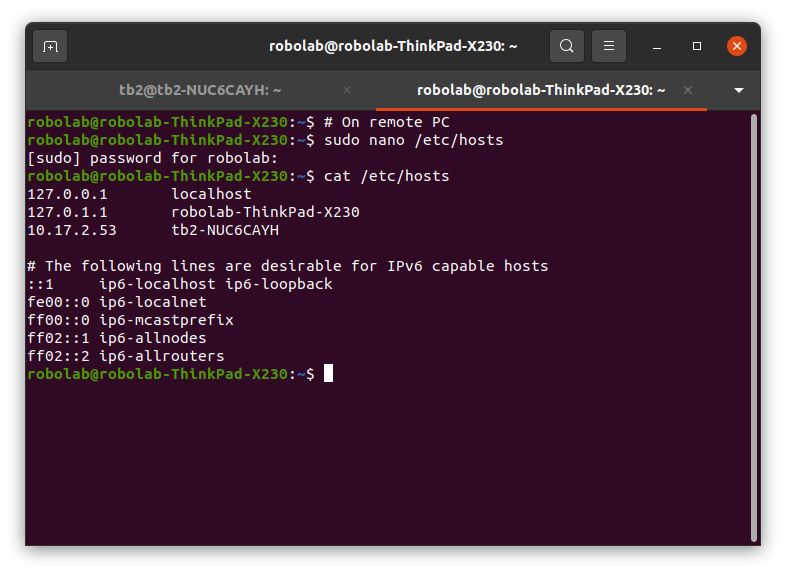 robolab@robolab-ThinkPad-X230: ~
tb2@tb2-NUC6CAYH: ~
robolab@robolab-ThinkPad-X230: ~
robolab@robolab-ThinkPad-X230:~$ # On remote PC
robolab@robolab-ThinkPad-X230:~$ sudo nano /etc/hosts
[sudo] password for robolab:
robolab@robolab-ThinkPad-X230:~$ cat /etc/hosts
127.0.0.1       localhost
127.0.1.1       robolab-ThinkPad-X230
10.17.2.53      tb2-NUC6CAYH
# The following lines are desirable for IPv6 capable hosts
::1     ip6-localhost ip6-loopback
fe00::0 ip6-localnet
ff00::0 ip6-mcastprefix
ff02::1 ip6-allnodes
ff02::2 ip6-allrouters
robolab@robolab-ThinkPad-X230:~$